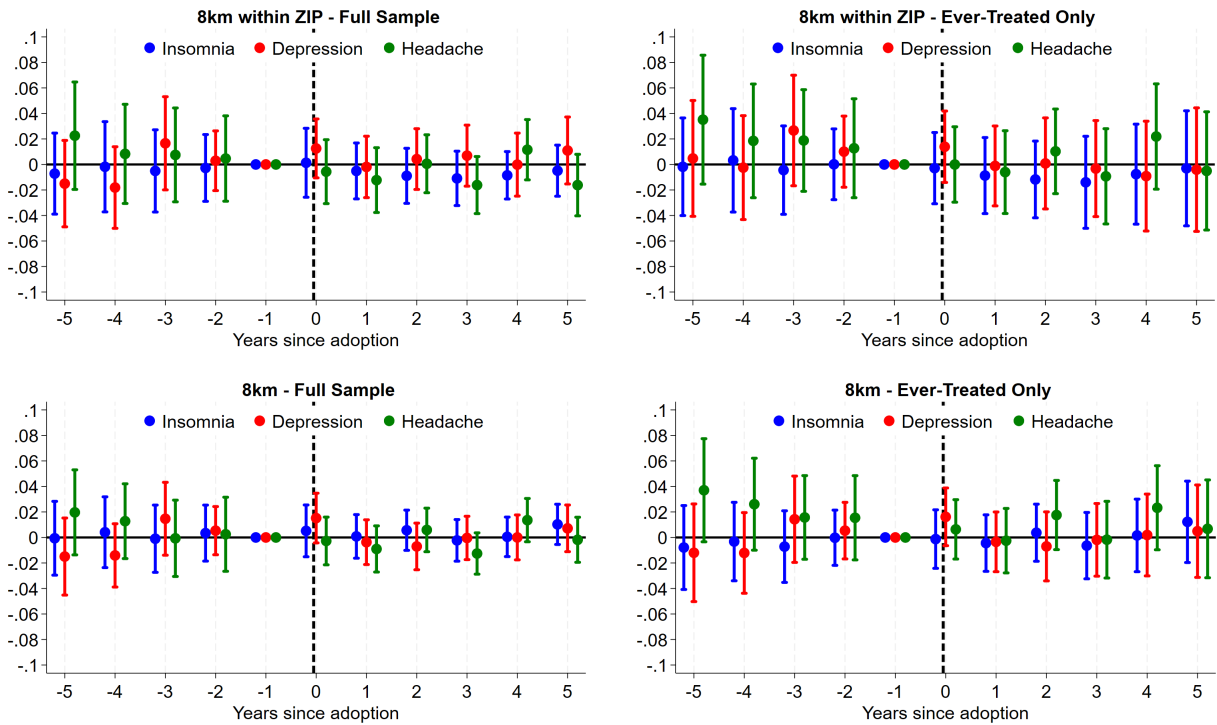 8km within ZIP - Full Sample
Insomnia Depression Headache
.1
.08
.06
.04
.02
0
-.02
-.04
-.06
-.08
-.1
-5 -4 -3 -2 -1 0 1 2 3 4 5
Years since adoption
8km within ZIP - Ever-Treated Only
Insomnia Depression Headache
.1
.08
.06
.04
.02
0
-.02
-.04
-.06
-.08
-.1
-5 -4 -3 -2 -1 0 1 2 3 4 5
Years since adoption
8km - Full Sample
Insomnia Depression Headache
.1
.08
.06
.04
.02
0
-.02
-.04
-.06
-.08
-.1
-5 -4 -3 -2 -1 0 1 2 3 4 5
Years since adoption
8km - Ever-Treated Only
Insomnia Depression Headache
.1
.08
.06
.04
.02
0
-.02
-.04
-.06
-.08
-.1
-5 -4 -3 -2 -1 0 1 2 3 4 5
Years since adoption